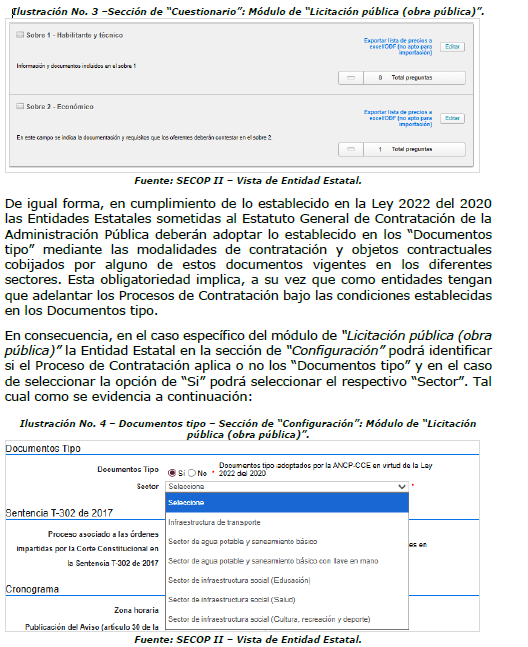 Ilustración No. 3 –Sección de “Cuestionario”: Módulo de “Licitación pública (obra pública)”.
Sobre 1 - Habilitante y técnico
Exportar lista de precios a
excel/ODF (no apto para
importación)
Editar
Información y documentos incluidos en el sobre 1
0 Total preguntas
Sobre 2 - Económico
Exportar lista de precios a
excel/ODF (no apto para
importación)
Editar
En este campo se indica la documentación y requisitos que los oferentes deberán contestar en el sobre 2.
1 Total preguntas
Fuente: SECOP II – Vista de Entidad Estatal.
De igual forma, en cumplimiento de lo establecido en la Ley 2022 del 2020
las Entidades Estatales sometidas al Estatuto General de Contratación de la
Administración Pública deberán adoptar lo establecido en los “Documentos
tipo” mediante las modalidades de contratación y objetos contractuales
cobijados por alguno de estos documentos vigentes en los diferentes
sectores. Esta obligatoriedad implica, a su vez que como entidades tengan
que adelantar los Procesos de Contratación bajo las condiciones establecidas
en los Documentos tipo.
En consecuencia, en el caso específico del módulo de “Licitación pública (obra
pública)” la Entidad Estatal en la sección de “Configuración” podrá identificar
si el Proceso de Contratación aplica o no los “Documentos tipo” y en el caso
de seleccionar la opción de “Si” podrá seleccionar el respectivo “Sector”. Tal
cual como se evidencia a continuación:
Ilustración No. 4 – Documentos tipo – Sección de “Configuración”: Módulo de “Licitación
pública (obra pública)”.
Documentos Tipo
Documentos Tipo Sí No * Documentos tipo adoptados por la ANCP-CCE en virtud de la Ley
2022 del 2020
Sector Seleccione *
Seleccione
Infraestructura de transporte
Sector de agua potable y saneamiento básico
Sector de agua potable y saneamiento básico con llave en mano
Sector de infraestructura social (Educación)
Sector de infraestructura social (Salud)
Sector de infraestructura social (Cultura, recreación y deporte)
Sentencia T-302 de 2017
Proceso asociado a las órdenes
impartidas por la Corte Constitucional en es en
la Sentencia T-302 de 2017
Cronograma
Zona horaria
Publicación del Aviso (artículo 30 de la
Fuente: SECOP II – Vista de Entidad Estatal.